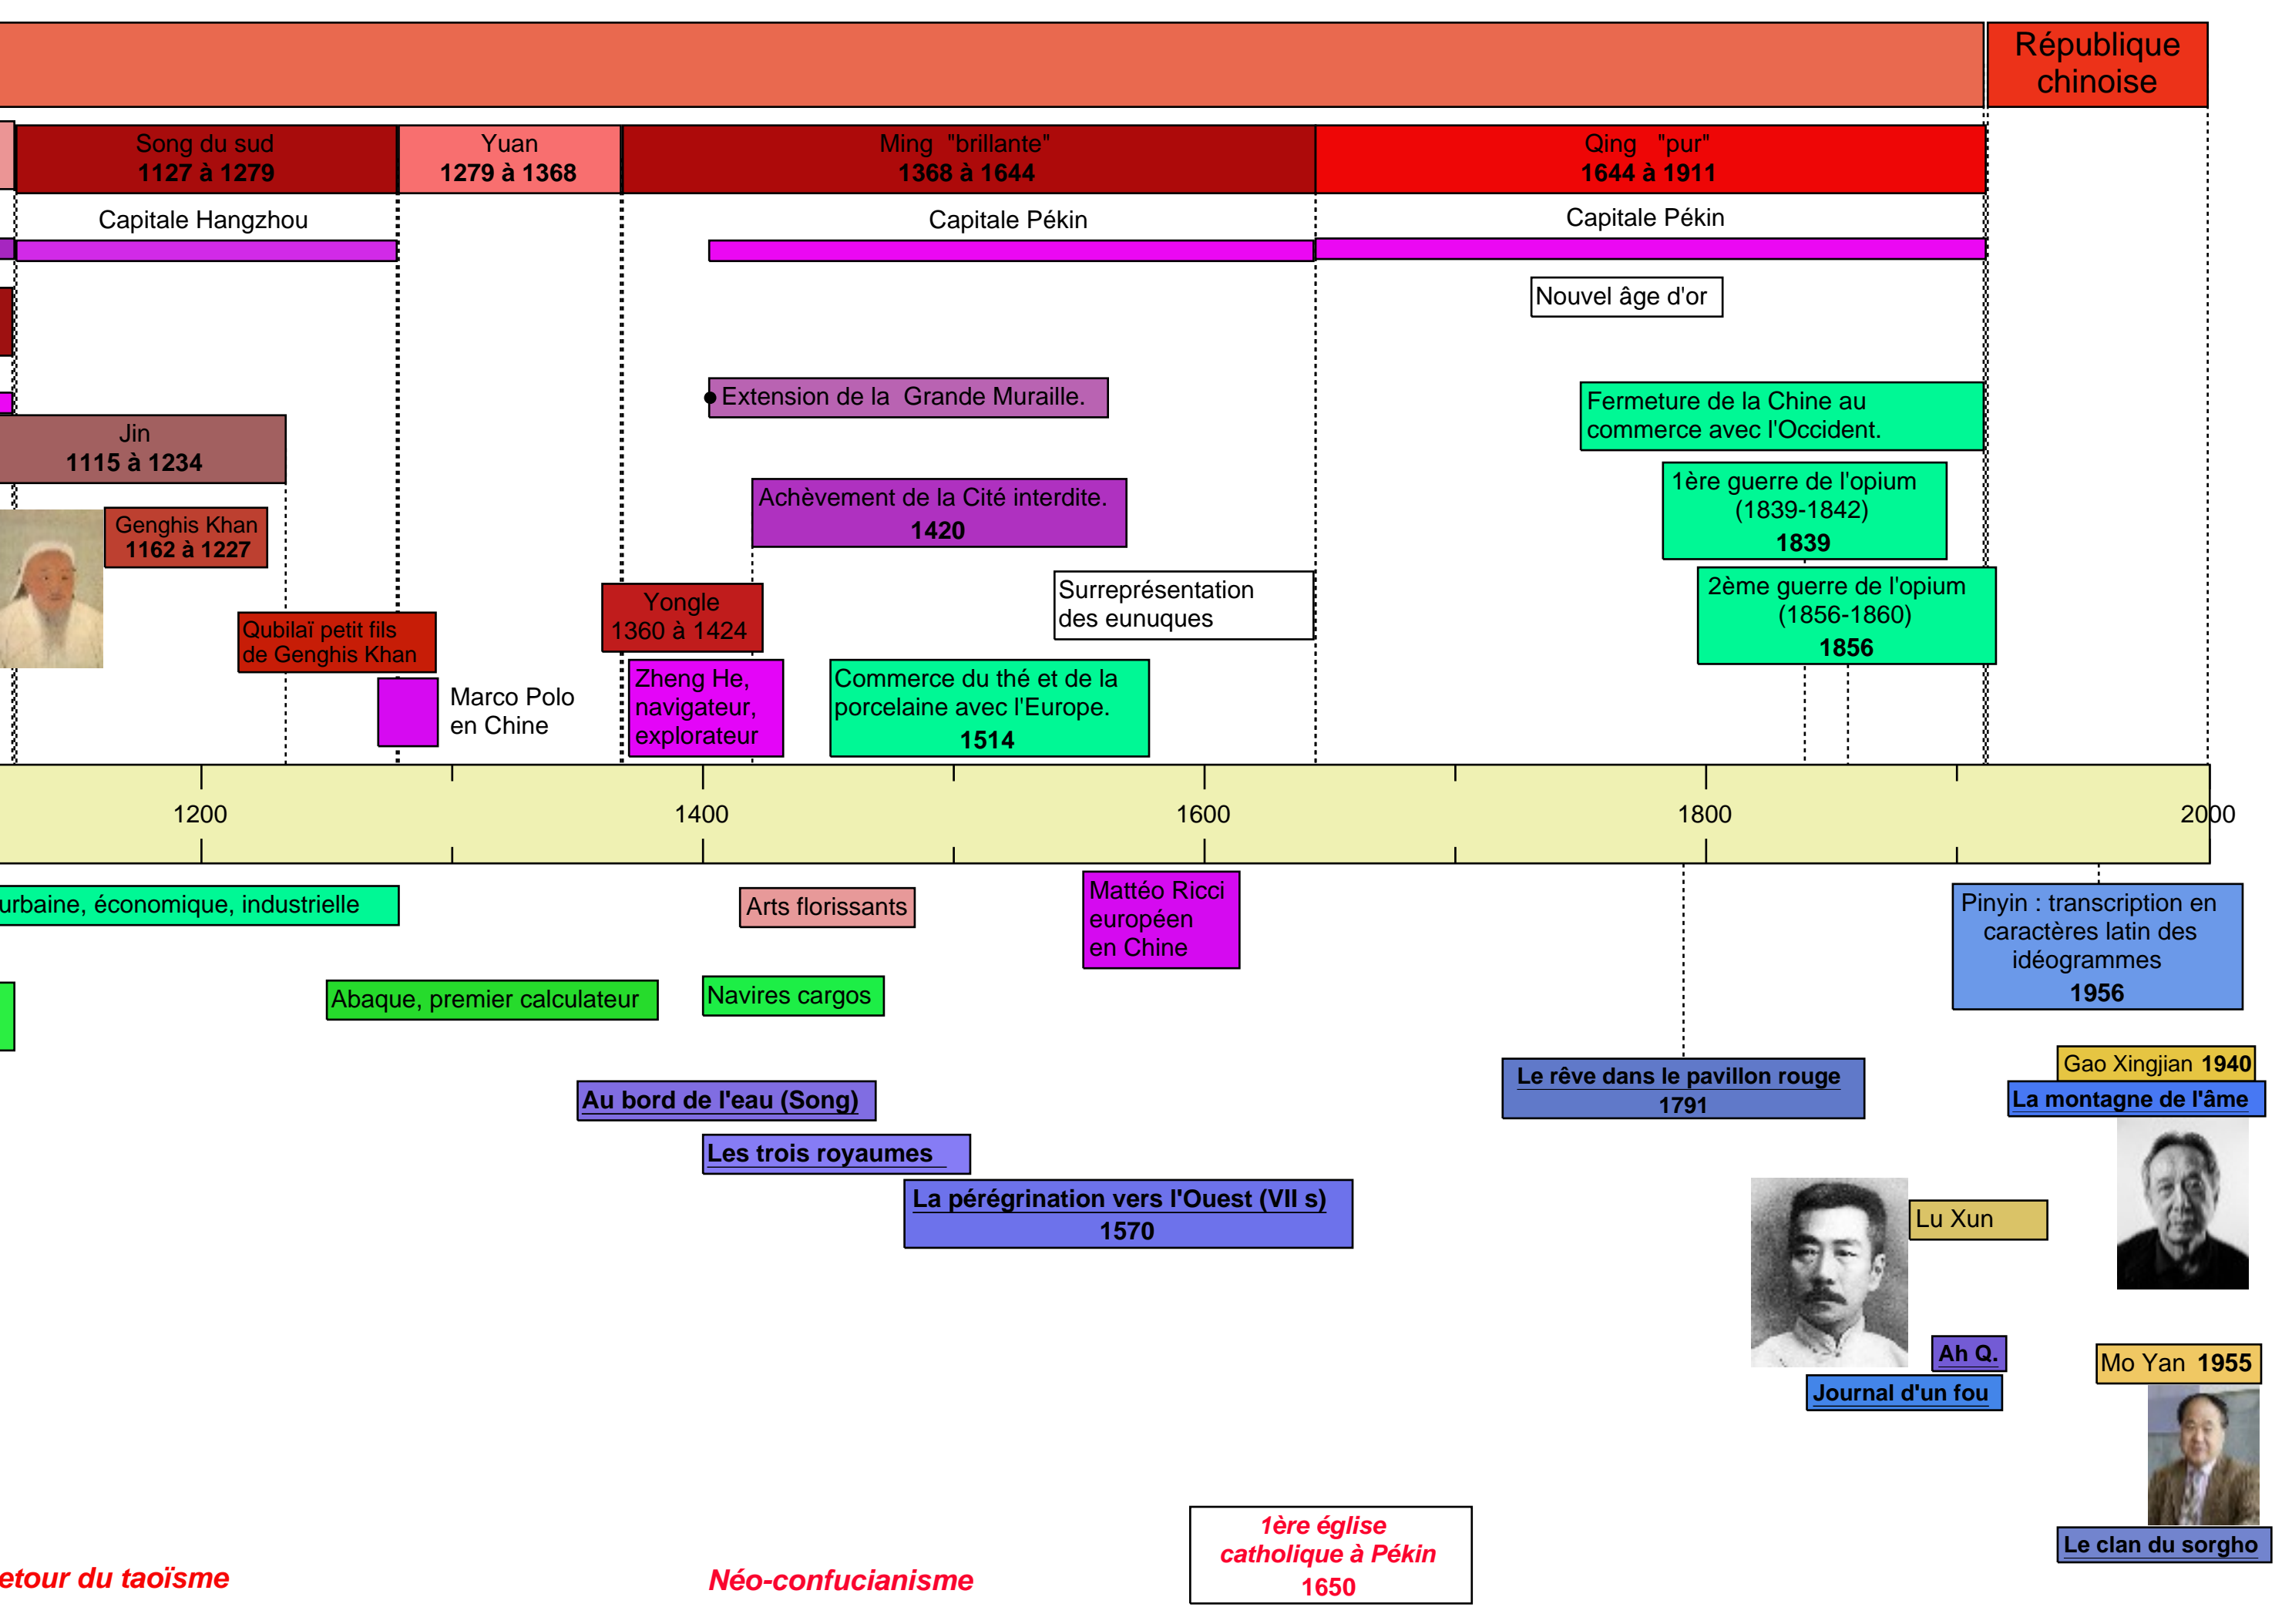 République
chinoise
Song du sud
1127 à 1279
Yuan
1279 à 1368
Ming "brillante"
1368 à 1644
Qing "pur"
1644 à 1911
Capitale Hangzhou
Capitale Pékin
Capitale Pékin
Nouvel âge d'or
Extension de la Grande Muraille.
Fermeture de la Chine au
commerce avec l'Occident.
Jin
1115 à 1234
1ère guerre de l'opium
(1839-1842)
1839
Achèvement de la Cité interdite.
1420
Genghis Khan
1162 à 1227
2ème guerre de l'opium
(1856-1860)
1856
Surreprésentation
des eunuques
Yongle
1360 à 1424
Qubilaï petit fils
de Genghis Khan
Marco Polo
en Chine
Zheng He,
navigateur,
explorateur
Commerce du thé et de la
porcelaine avec l'Europe.
1514
1200
1400
1600
1800
2000
urbaine, économique, industrielle
Arts florissants
Mattéo Ricci
européen
en Chine
Pinyin : transcription en
caractères latin des
idéogrammes
1956
Abaque, premier calculateur
Navires cargos
Le rêve dans le pavillon rouge
1791
Gao Xingjian 1940
La montagne de l'âme
Au bord de l'eau (Song)
Les trois royaumes
La pérégrination vers l'Ouest (VII s)
1570
Lu Xun
Ah Q.
Journal d'un fou
Mo Yan 1955
Le clan du sorgho
1ère église
catholique à Pékin
1650
etour du taoïsme
Néo-confucianisme